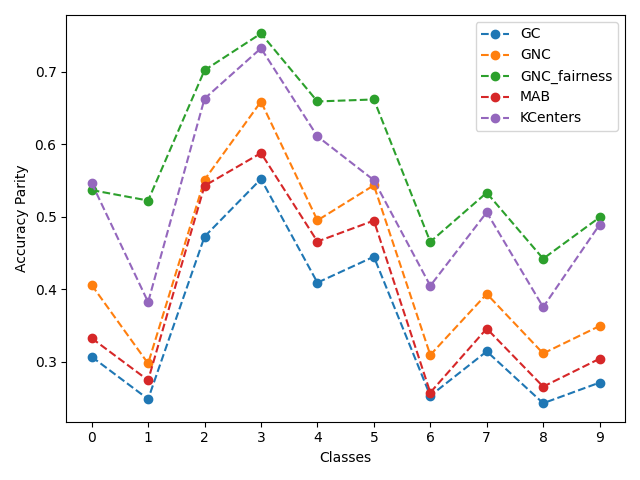 GC
GNC
GNC_fairness
MAB
KCenters
Accuracy Parity
0.7
0.6
0.5
0.4
0.3
0 1 2 3 4 5 6 7 8 9
Classes